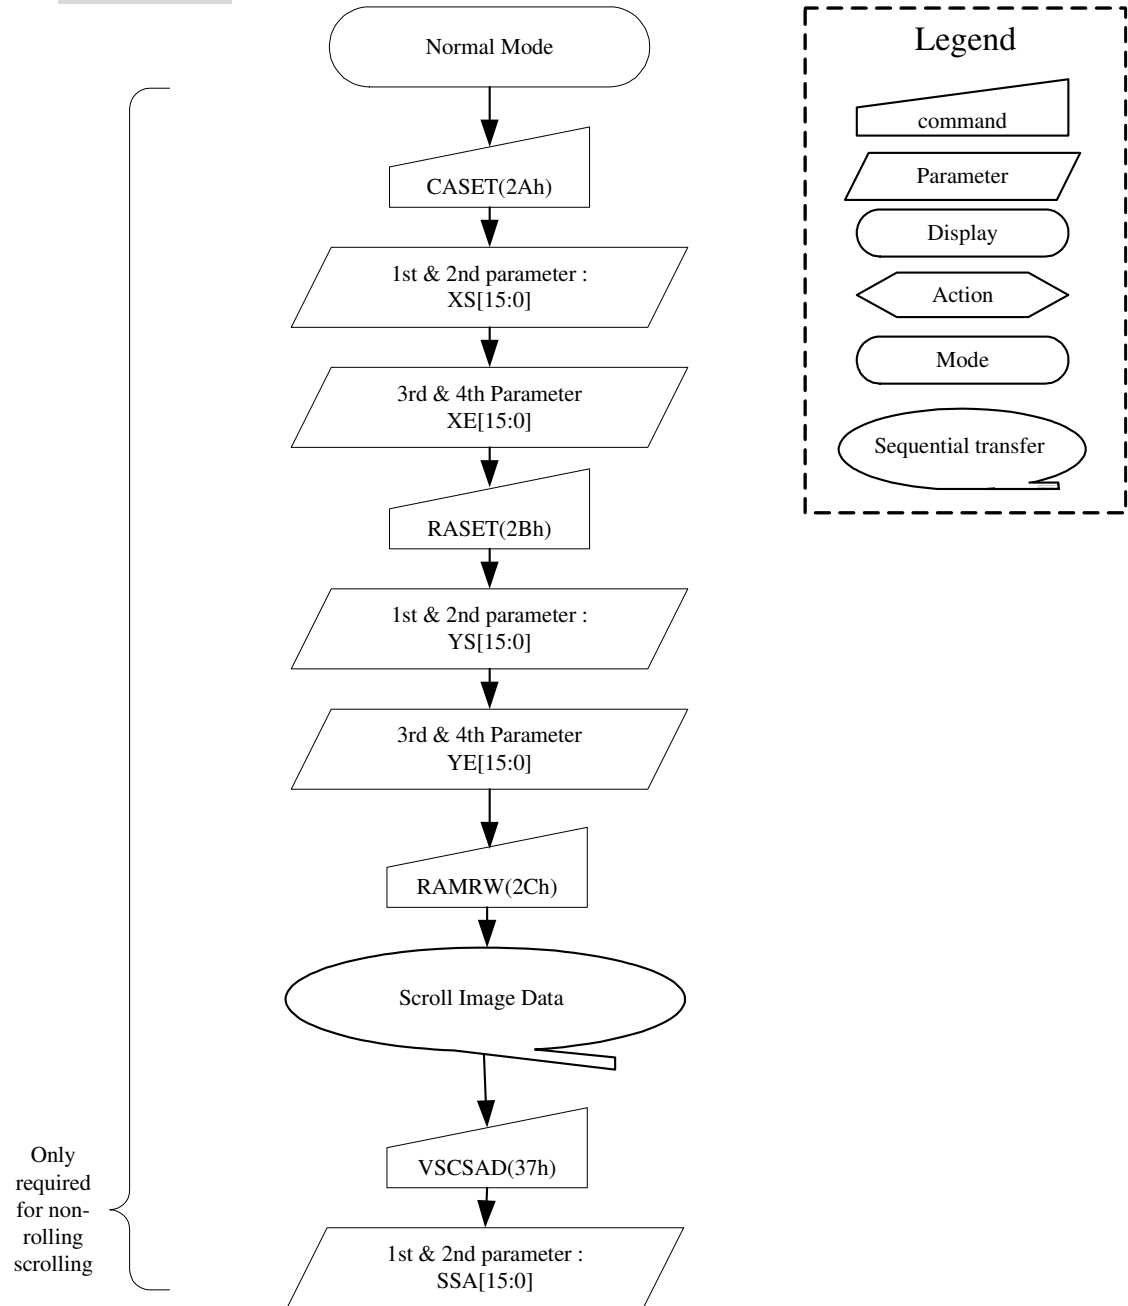 Normal Mode
CASET(2Ah)
1st & 2nd parameter :
XS[15:0]
3rd & 4th Parameter
XE[15:0]
RASET(2Bh)
1st & 2nd parameter :
YS[15:0]
3rd & 4th Parameter
YE[15:0]
RAMRW(2Ch)
Scroll Image Data
VSCSAD(37h)
1st & 2nd parameter :
SSA[15:0]
Only
required
for non-
rolling
scrolling
Legend
command
Parameter
Display
Action
Mode
Sequential transfer